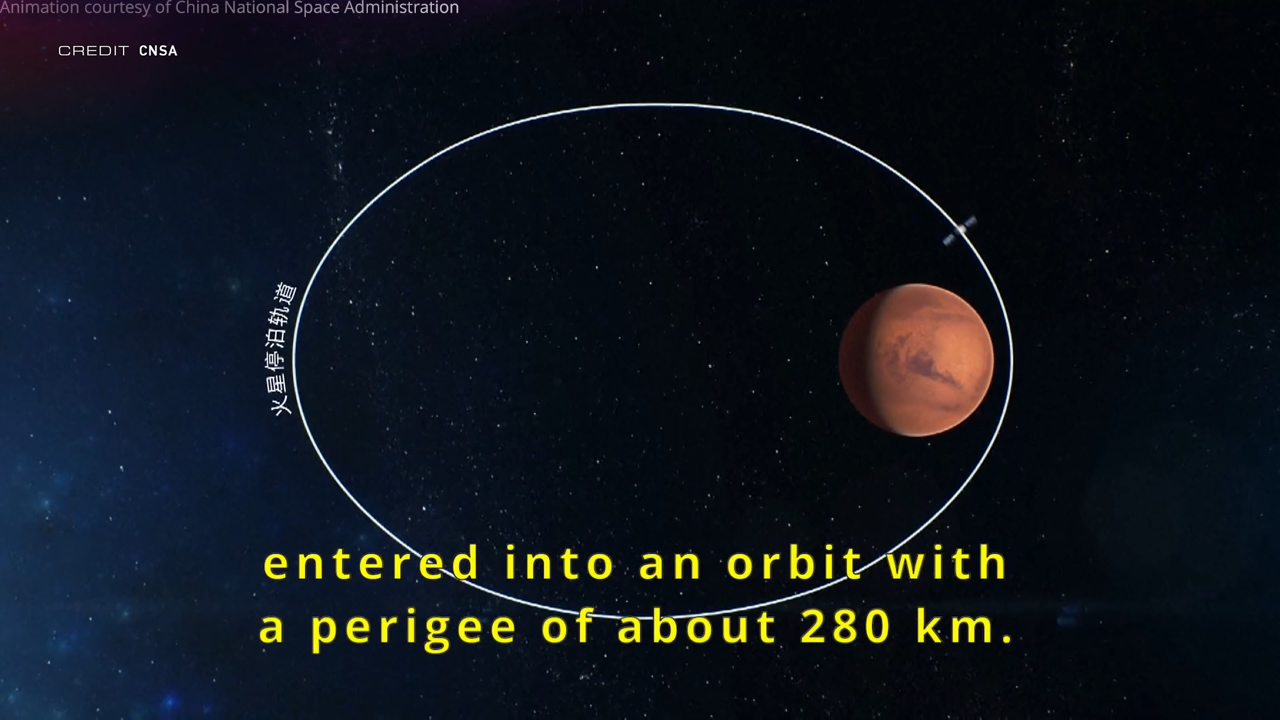 Animation courtesy of China National Space Administration
CREDIT CNSA
火星停泊轨道
entered into an orbit with
a perigee of about 280 km.